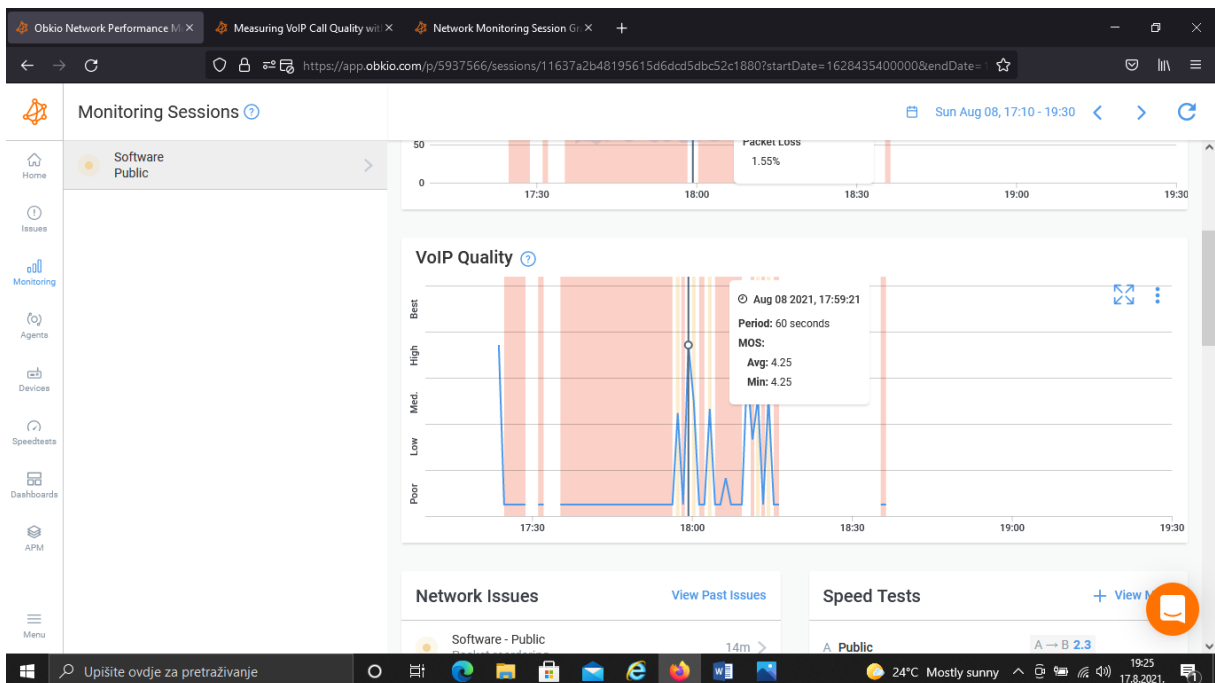 Obkio Network Performance M
Measuring VoIP Call Quality wit
Network Monitoring Session Gr
https://app.obkio.com/p/5937566/sessions/11637a2b48195615d6dcd5dbc52c1880?startDate=1628435400000&endDate=1
Monitoring Sessions
Sun Aug 08, 17:10 - 19:30
Home
Issues
Monitoring
Agents
Devices
Speedtests
Dashboards
APM
Menu
Software
Public
50
0
Packet Loss
1.55%
17:30
18:00
18:30
19:00
19:30
VoIP Quality
Best
High
Med.
Low
Poor
Aug 08 2021, 17:59:21
Period: 60 seconds
MOS:
Avg: 4.25
Min: 4.25
17:30
18:00
18:30
19:00
19:30
Network Issues
View Past Issues
Software - Public
Packet reordering
14m
Speed Tests
+ View M
A Public
A → B 2.3
Upišite ovdje za pretraživanje
24°C Mostly sunny
19:25
17.8.2021.